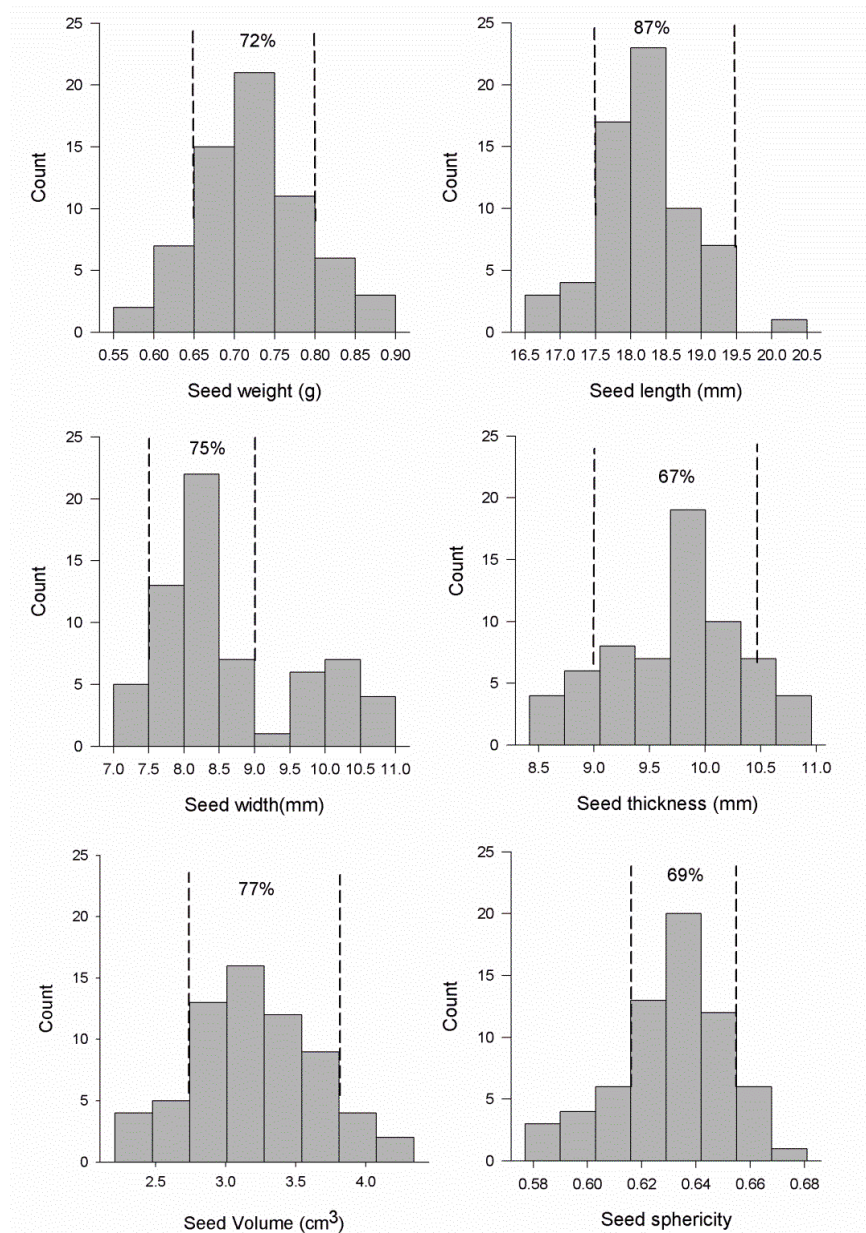 72%
25
20
15
10
5
0
Count
0.55 0.60 0.65 0.70 0.75 0.80 0.85 0.90
Seed weight (g)
87%
25
20
15
10
5
0
Count
16.5 17.0 17.5 18.0 18.5 19.0 19.5 20.0 20.5
Seed length (mm)
75%
25
20
15
10
5
0
Count
7.0 7.5 8.0 8.5 9.0 9.5 10.0 10.5 11.0
Seed width(mm)
67%
25
20
15
10
5
0
Count
8.5 9.0 9.5 10.0 10.5 11.0
Seed thickness (mm)
77%
25
20
15
10
5
0
Count
2.5 3.0 3.5 4.0
Seed Volume (cm³)
69%
25
20
15
10
5
0
Count
0.58 0.60 0.62 0.64 0.66 0.68
Seed sphericity